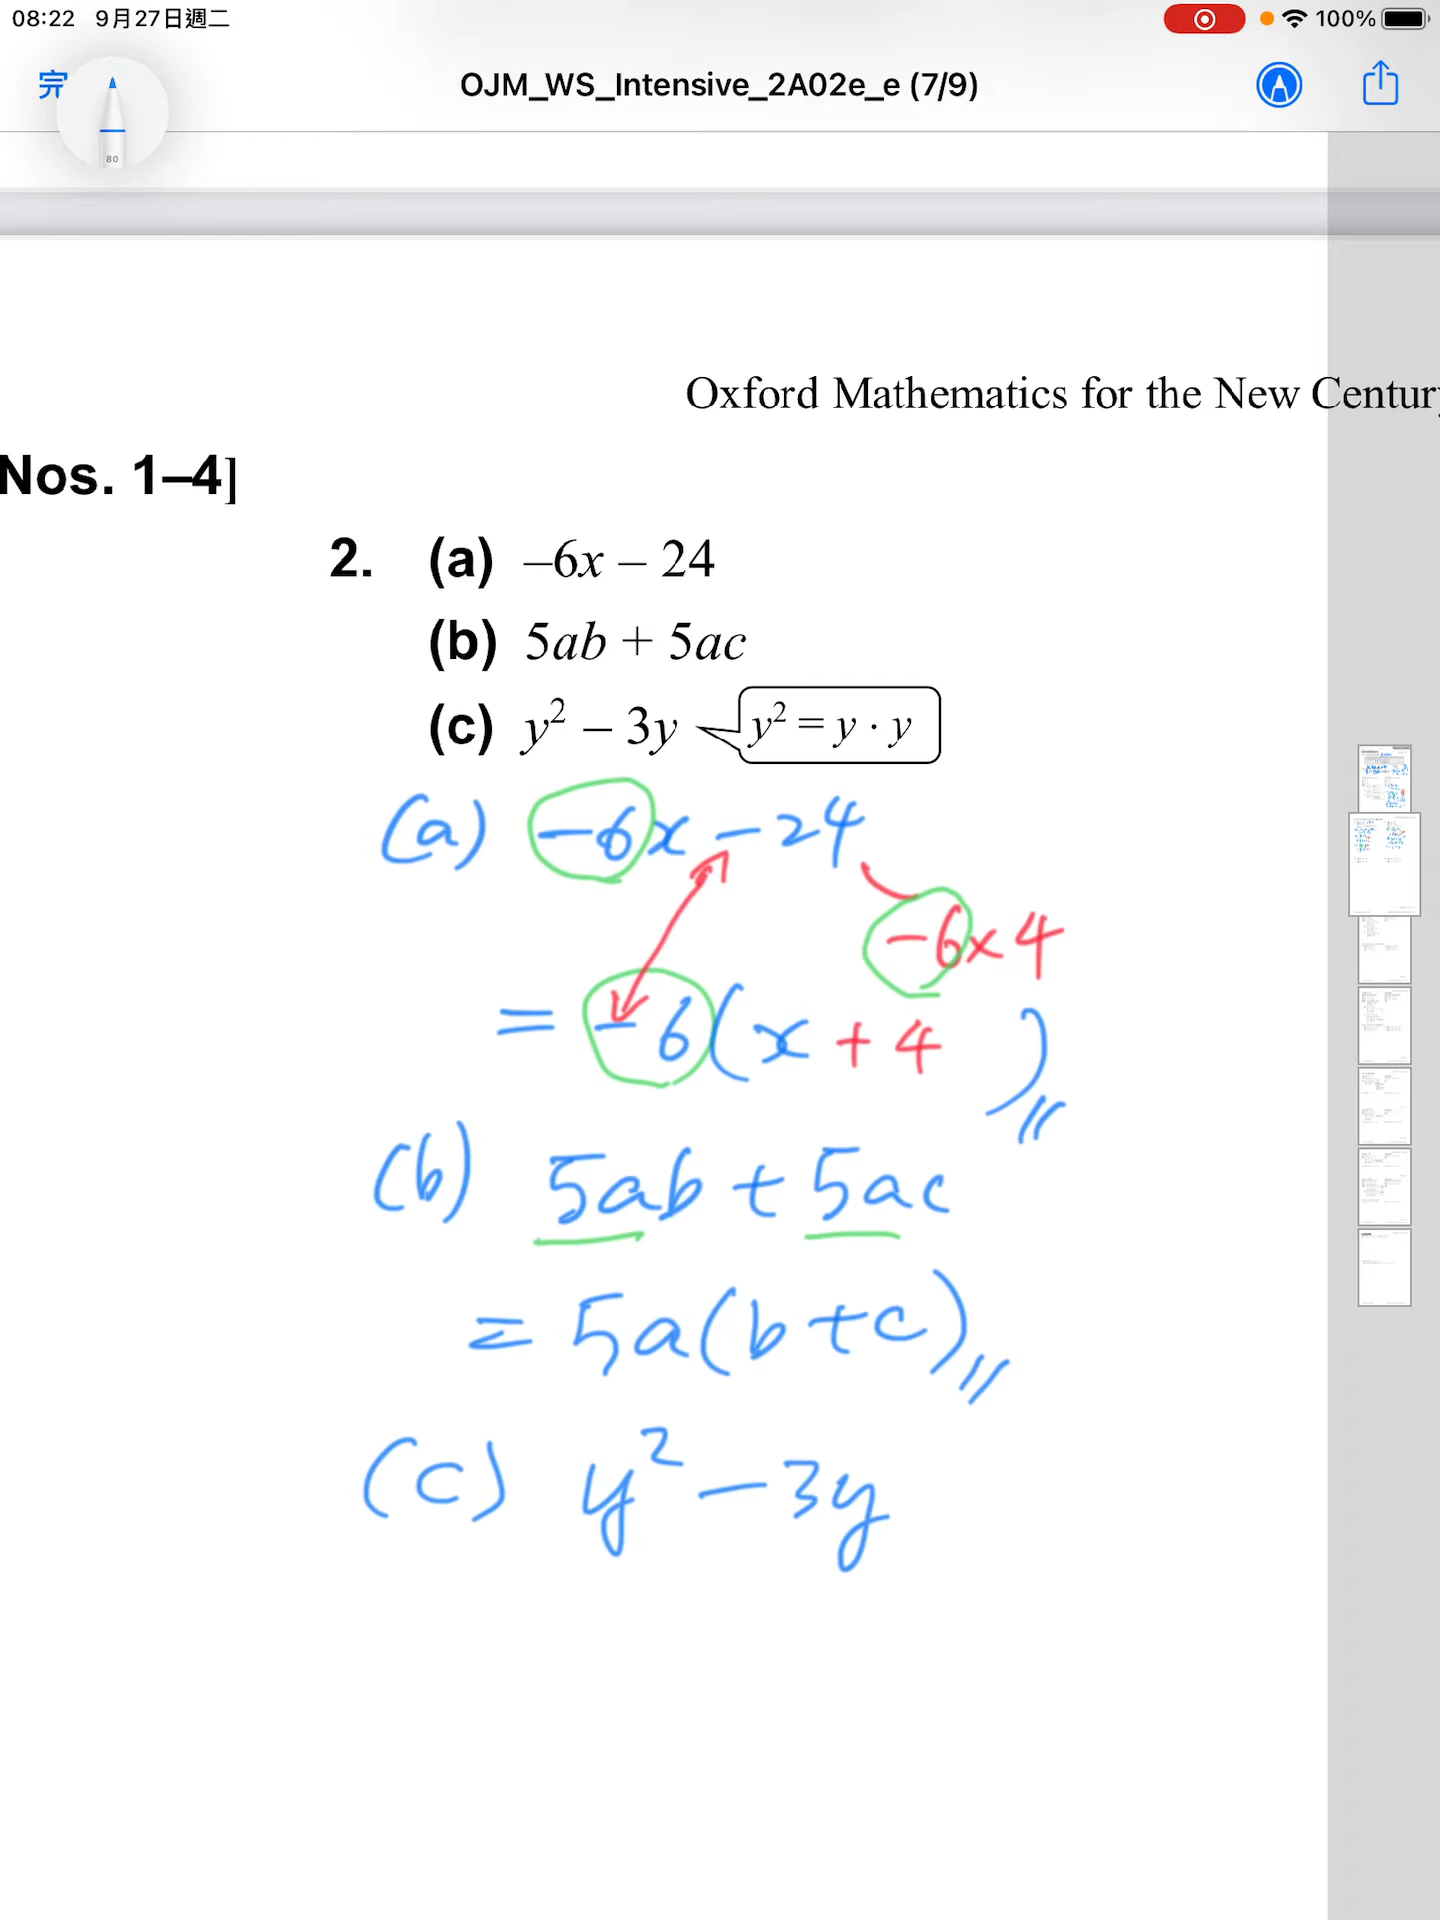 08:22 9月27日週二 100%
完
80
OJM_WS_Intensive_2A02e_e (7/9)
Oxford Mathematics for the New
Nos. 1–4]
2. (a) –6x – 24
(b) 5ab + 5ac
(c) y² – 3y y² = y · y
(a) -6x - 24
-6x4
= -6(x + 4 )
(b) 5ab + 5ac
= 5a(b+c)
(c) y² - 3y